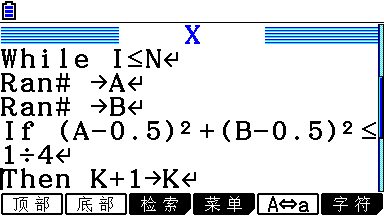 X
While I≤N↵
Ran# →A↵
Ran# →B↵
If (A-0.5)²+(B-0.5)²≤
1÷4↵
Then K+1→K↵
顶部 底部 检索 菜单 A⇔a 字符